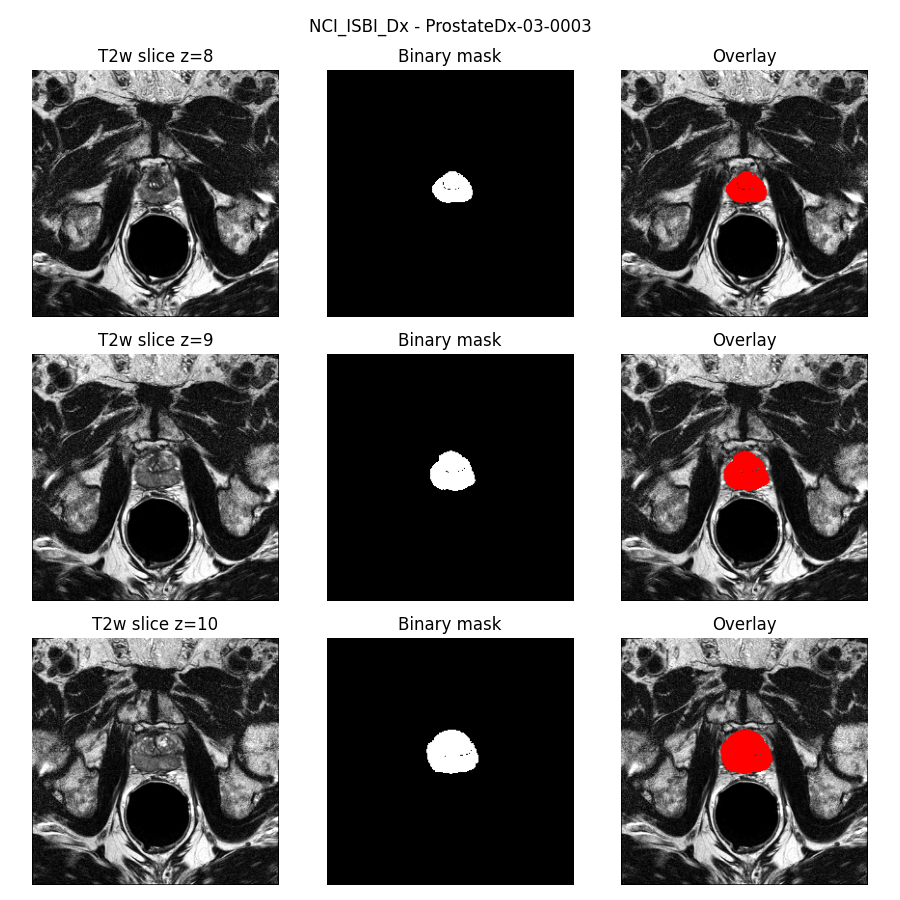 NCI_ISBI_Dx - ProstateDx-03-0003
T2w slice z=8
Binary mask
Overlay
T2w slice z=9
Binary mask
Overlay
T2w slice z=10
Binary mask
Overlay